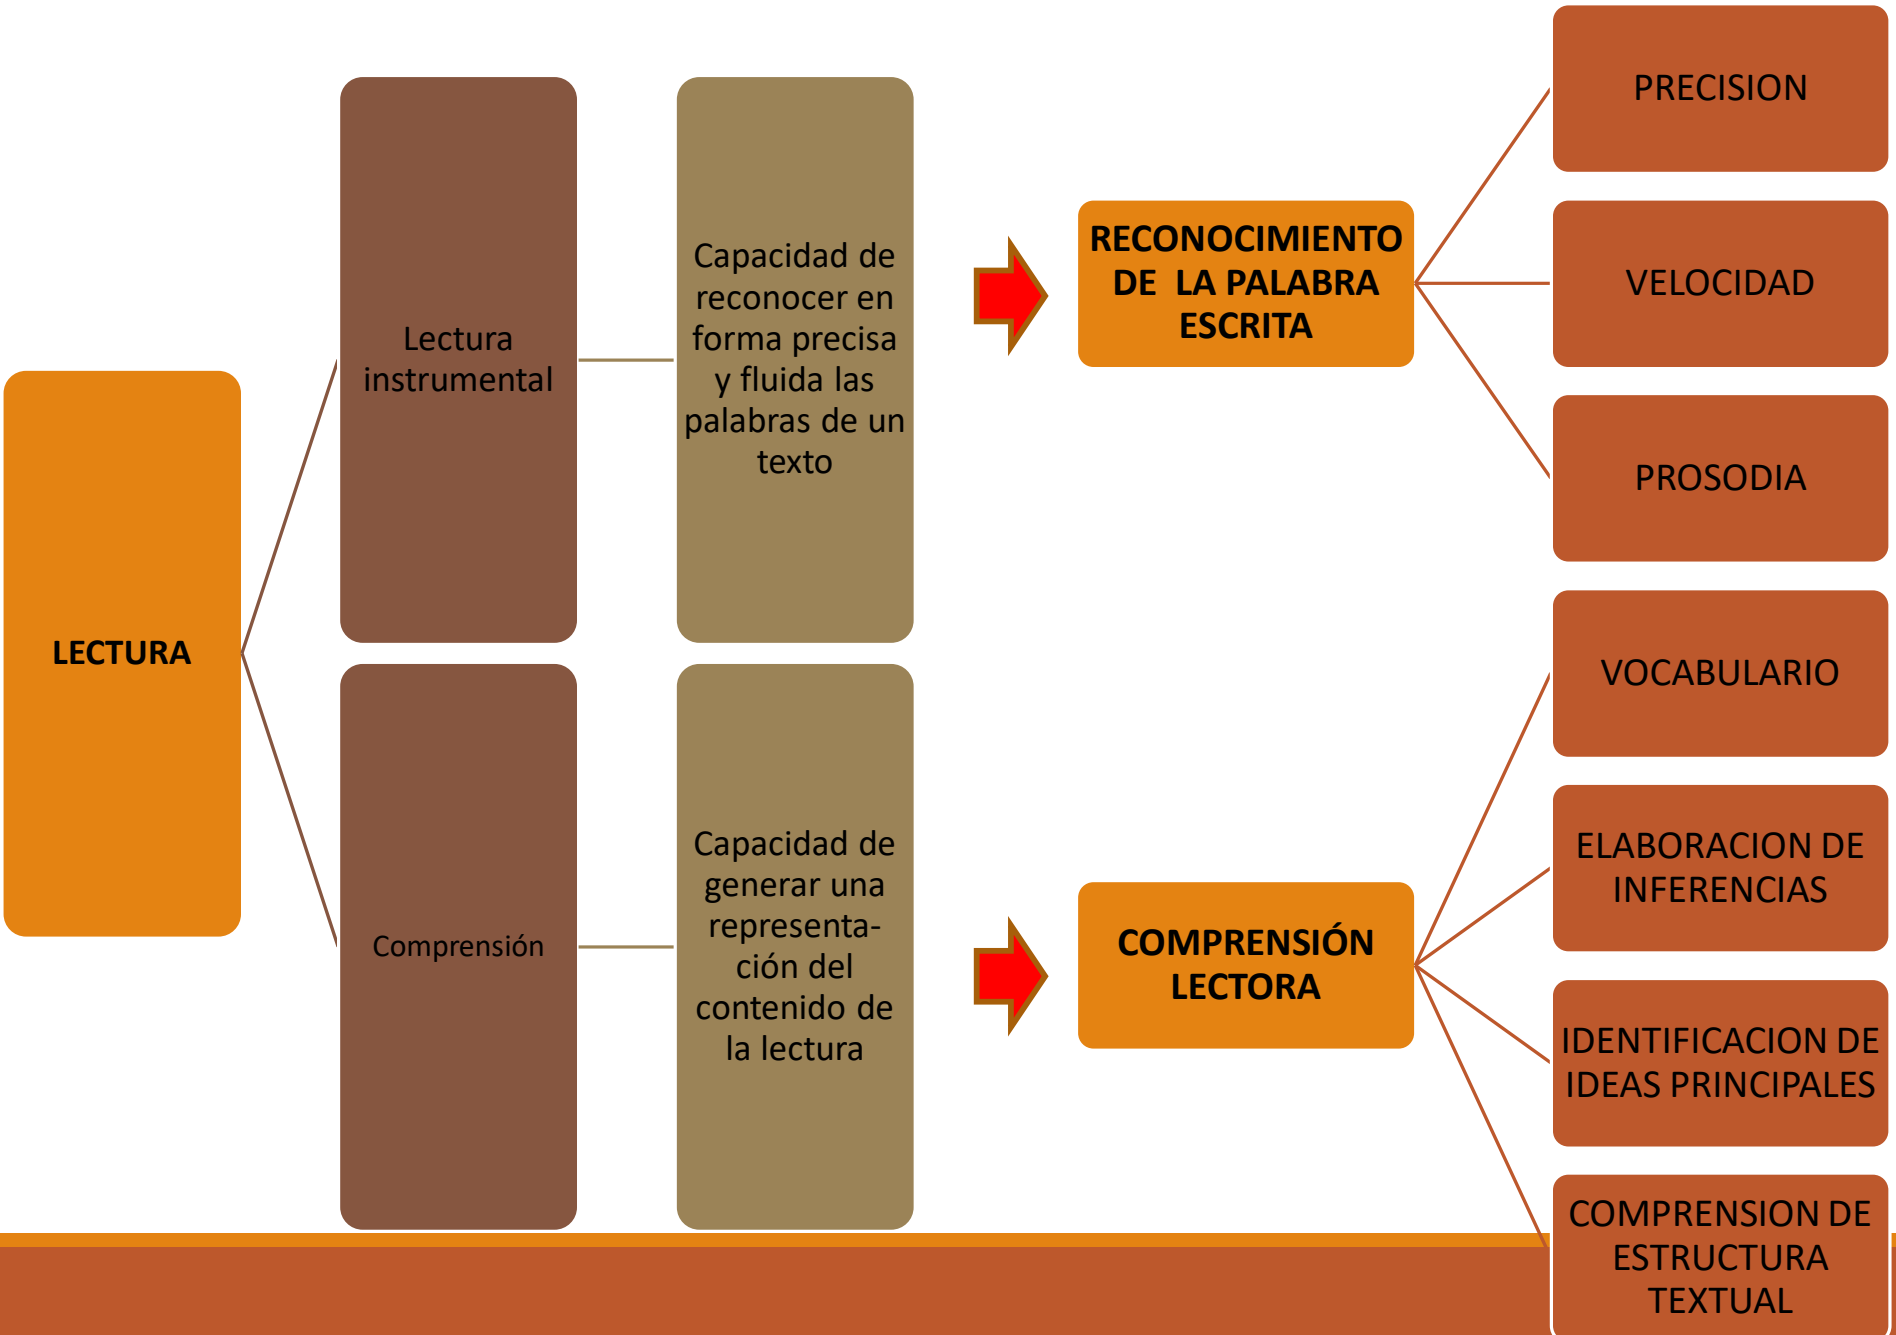 LECTURA
Lectura
instrumental
Capacidad de
reconocer en
forma precisa
y fluida las
palabras de un
texto
RECONOCIMIENTO
DE LA PALABRA
ESCRITA
PRECISION
VELOCIDAD
PROSODIA
Comprensión
Capacidad de
generar una
representa-
ción del
contenido de
la lectura
COMPRENSIÓN
LECTORA
VOCABULARIO
ELABORACION DE
INFERENCIAS
IDENTIFICACION DE
IDEAS PRINCIPALES
COMPRENSION DE
ESTRUCTURA
TEXTUAL